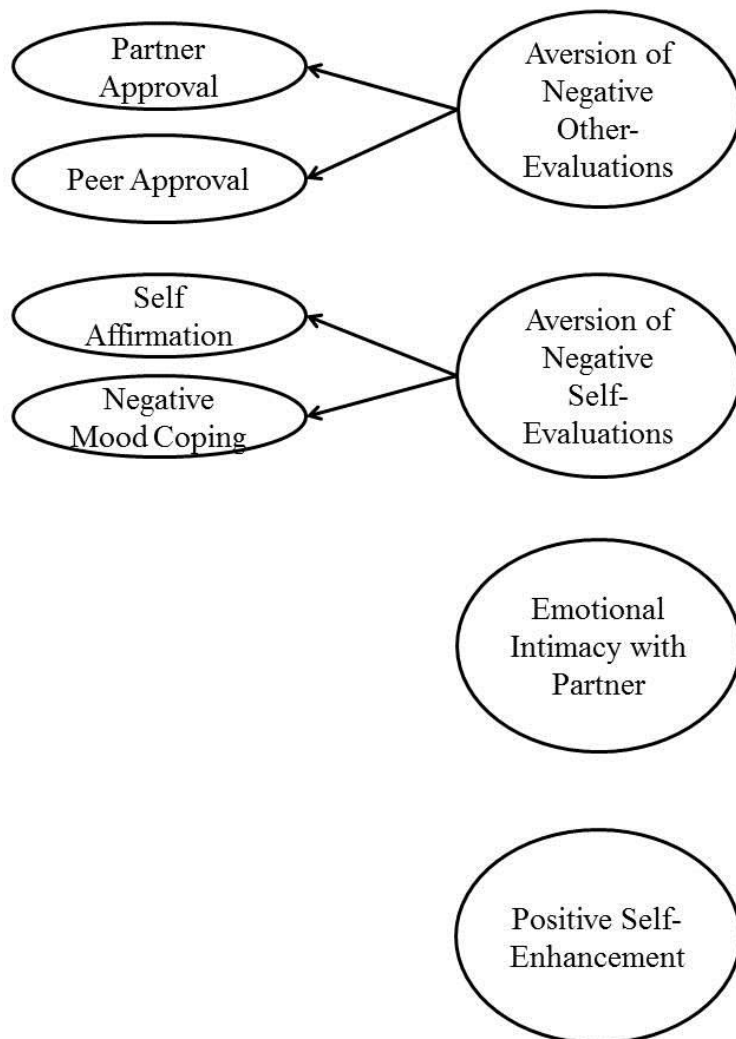 Partner
Approval
Peer Approval
Aversion of
Negative
Other-
Evaluations
Self
Affirmation
Negative
Mood Coping
Aversion of
Negative
Self-
Evaluations
Emotional
Intimacy with
Partner
Positive Self-
Enhancement